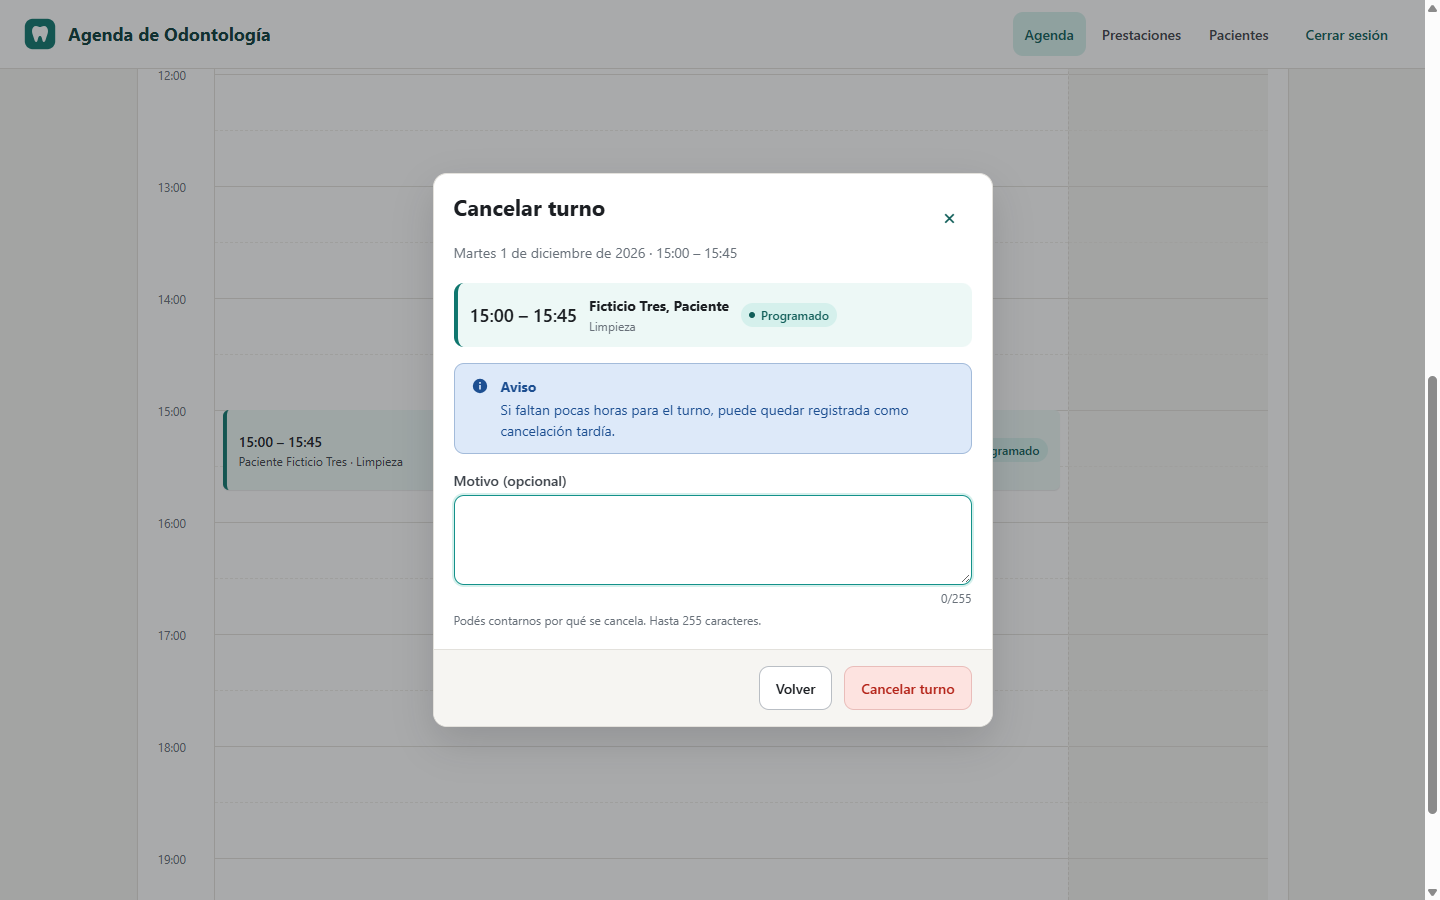 Agenda de Odontología
Agenda
Prestaciones
Pacientes
Cerrar sesión
12:00
13:00
14:00
15:00
16:00
17:00
18:00
19:00
15:00 – 15:45
Paciente Ficticio Tres · Limpieza
Cancelar turno
Martes 1 de diciembre de 2026 · 15:00 – 15:45
15:00 – 15:45
Ficticio Tres, Paciente
Limpieza
Programado
Aviso
Si faltan pocas horas para el turno, puede quedar registrada como
cancelación tardía.
Motivo (opcional)
0/255
Podés contarnos por qué se cancela. Hasta 255 caracteres.
Volver
Cancelar turno